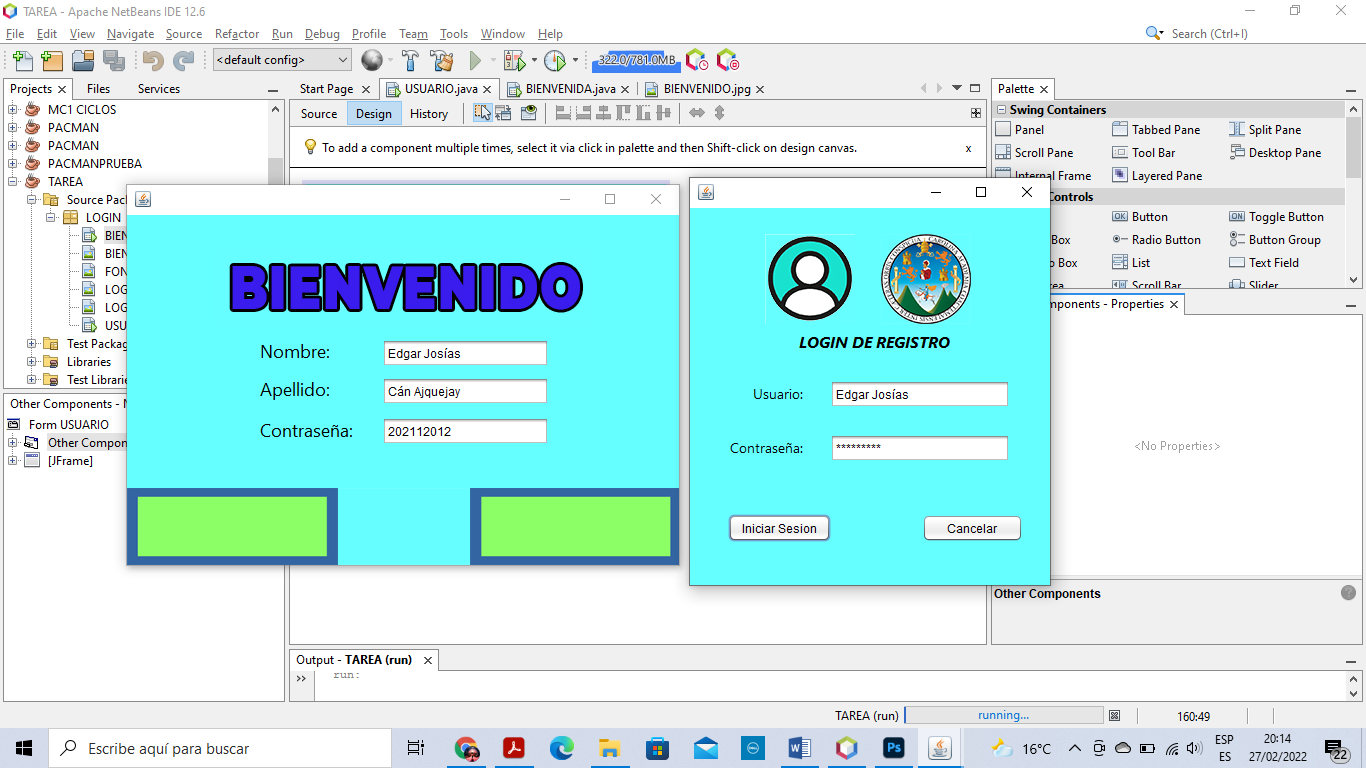 TAREA - Apache NetBeans IDE 12.6
File Edit View Navigate Source Refactor Run Debug Profile Team Tools Window Help
Search (Ctrl+I)
<default config>
322.0/781.0MB
Projects Files Services
Start Page USUARIO.java BIENVENIDA.java BIENVENIDO.jpg
Palette
MC1 CICLOS
PACMAN
PACMAN
PACMANPRUEBA
TAREA
Source Pac
LOGIN
BIEN
BIEN
FON
LOG
LOG
USU
Test Packag
Libraries
Test Librarie
Source Design History
To add a component multiple times, select it via click in palette and then Shift-click on design canvas.
x
Swing Containers
Panel Tabbed Pane Split Pane
Scroll Pane Tool Bar Desktop Pane
Internal Frame Layered Pane
Controls
OK Button ON Toggle Button
Box Radio Button Button Group
o Box List Text Field
rea Scroll Bar Slider
BIENVENIDO
Nombre: Edgar Josías
Apellido: Cán Ajquejay
Contraseña: 202112012
LOGIN DE REGISTRO
Usuario: Edgar Josías
Contraseña: *********
Iniciar Sesion Cancelar
omponents - Properties
<No Properties>
Other Components
Other Components - N
Form USUARIO
Other Compon
[JFrame]
Output - TAREA (run)
run:
TAREA (run) running... 160:49
Escribe aquí para buscar
DELL
W
Ps
16°C
ESP
ES
20:14
27/02/2022
22